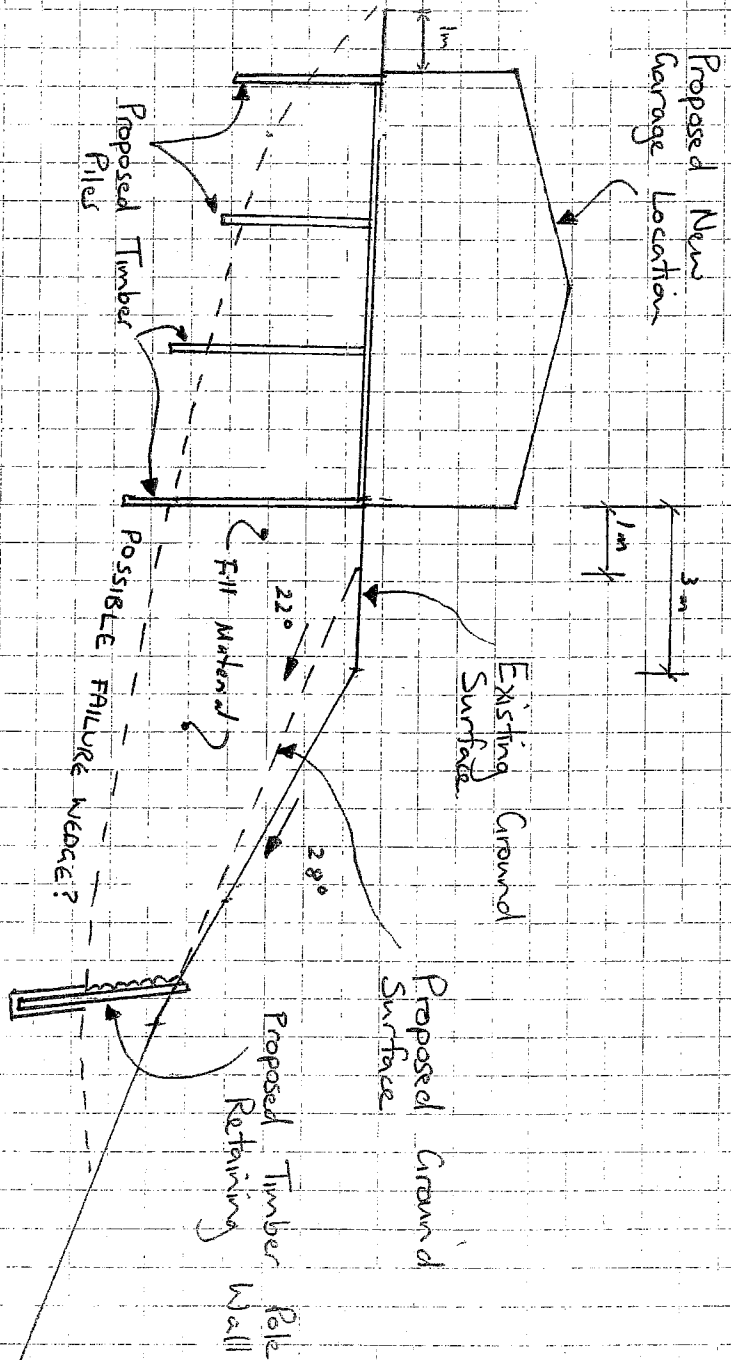 Proposed New
Garage Location
1m
3m
1m
Existing Ground
Surface
Proposed Ground
Surface
22°
28°
Fill Material
Proposed Timber
Piles
POSSIBLE FAILURE WEDGE?
Proposed Timber Pole
Retaining Wall